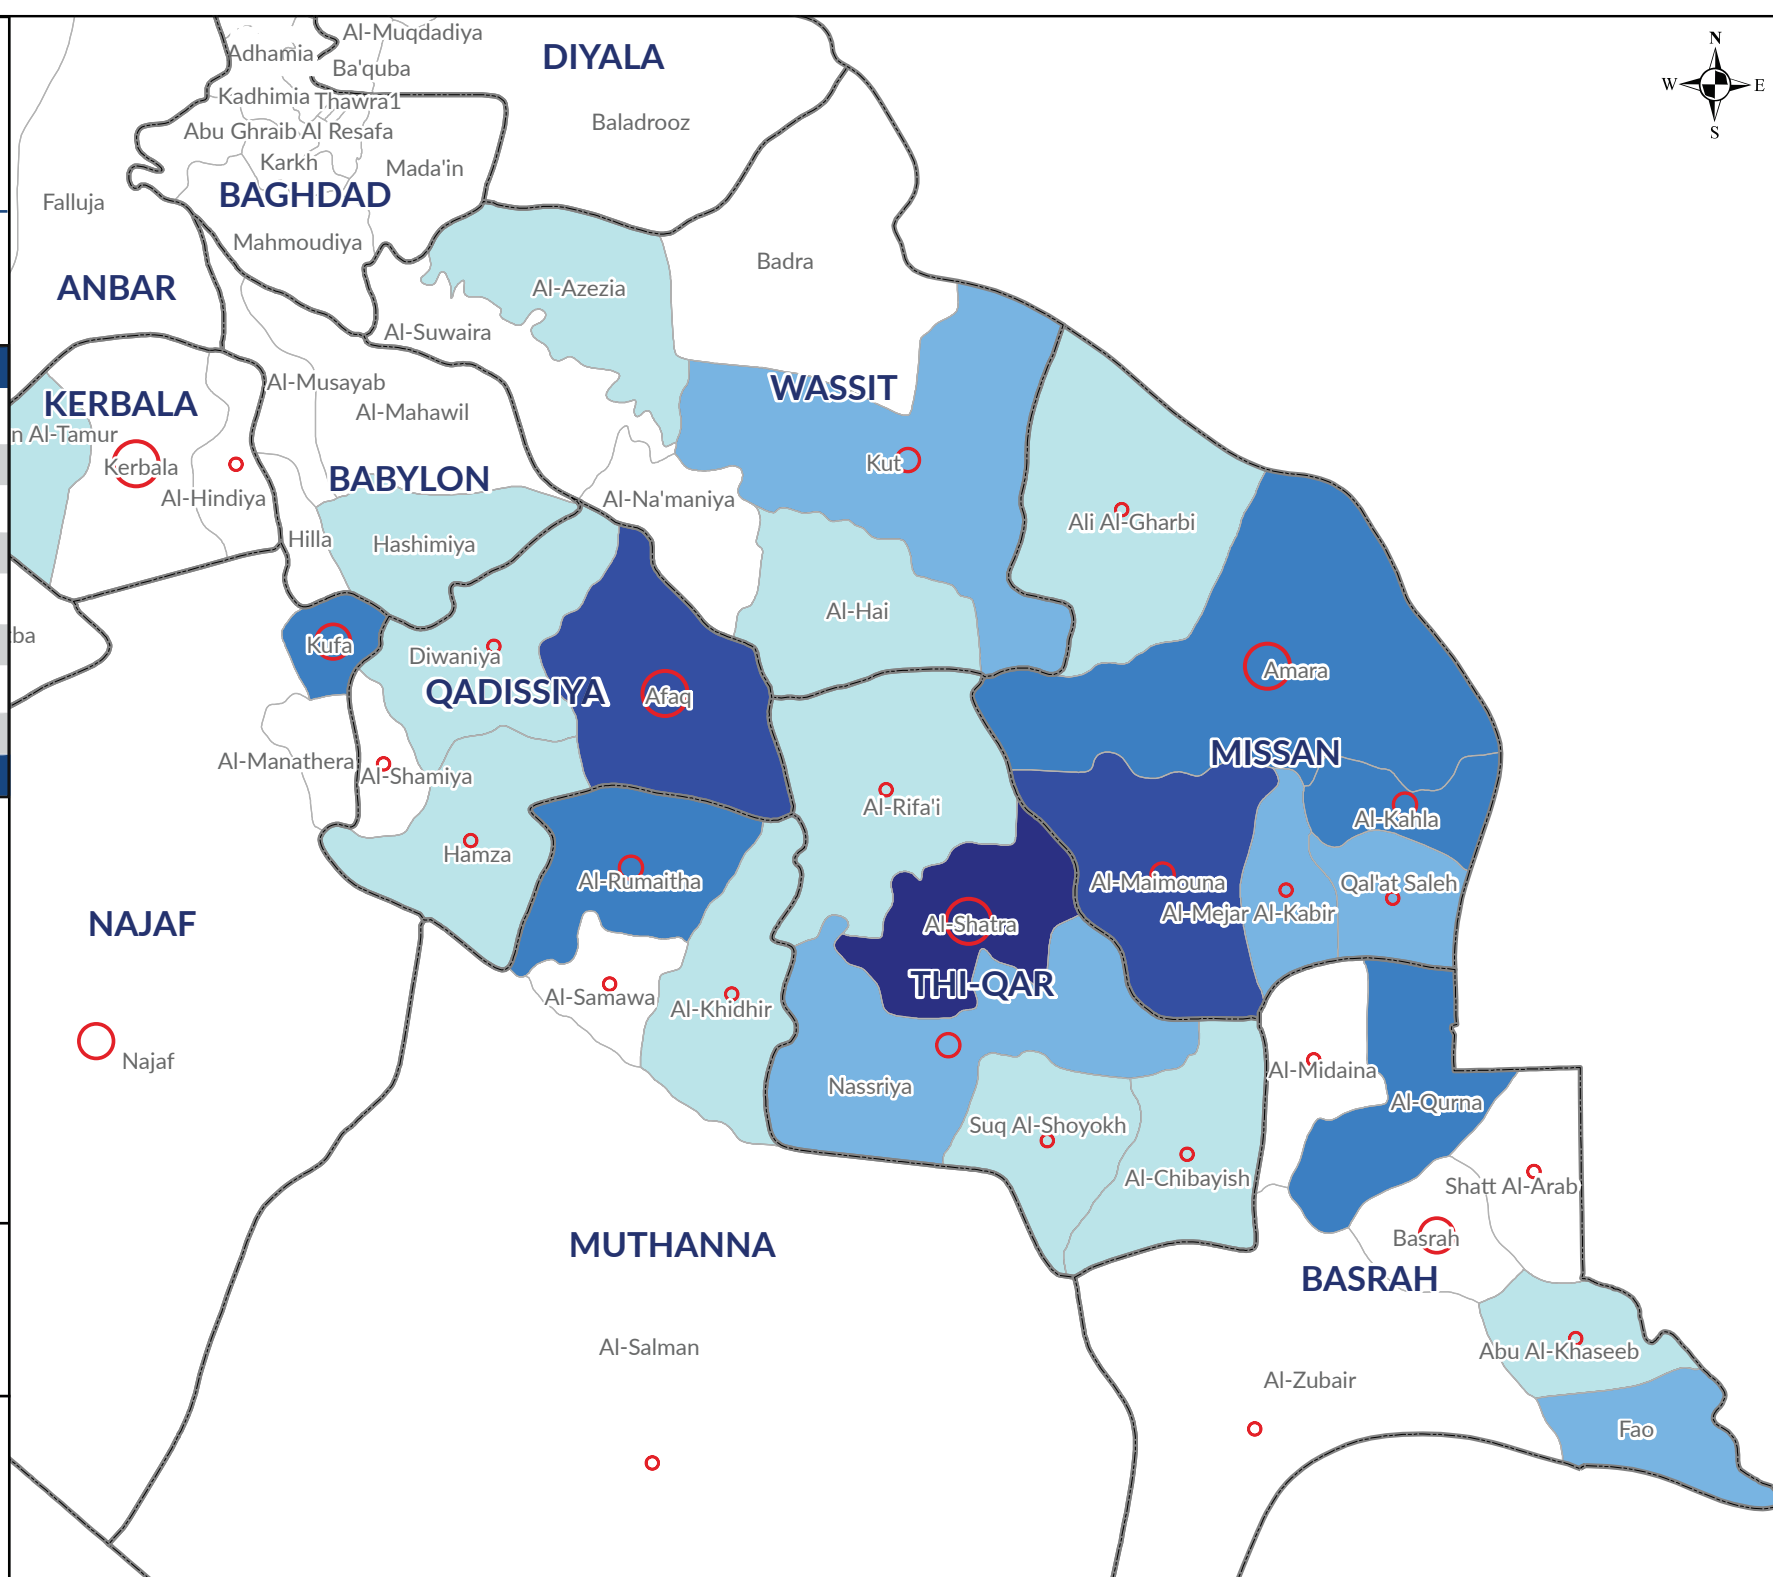 Al-Muqdadiya
N
Adhamia
DIYALA
Ba'quba
W
E
Kadhimia
Thawra1
Baladrooz
Abu Ghraib
Al Resafa
S
Karkh
Mada'in
BAGHDAD
Falluja
Mahmoudiya
Badra
ANBAR
Al-Azezia
Al-Suwaira
Al-Musayab
WASSIT
KERBALA
Al-Mahawil
n Al-Tamur
Kerbala
Kut
BABYLON
Al-Hindiya
Al-Na'maniya
Ali Al-Gharbi
Hilla
Hashimiya
Al-Hai
ba
Kufa
Diwaniya
Amara
QADISSIYA
Afaq
MISSAN
Al-Manathera
Al-Shamiya
Al-Rifa'i
Al-Kahla
Hamza
Al-Rumaitha
Al-Maimouna
Qal'at Saleh
Al-Mejar Al-Kabir
NAJAF
Al-Shatra
THI-QAR
Al-Samawa
Al-Khidhir
Najaf
Al-Midaina
Nassriya
Al-Qurna
Suq Al-Shoyokh
Al-Chibayish
Shatt Al-Arab
MUTHANNA
Basrah
BASRAH
Al-Salman
Abu Al-Khaseeb
Al-Zubair
Fao